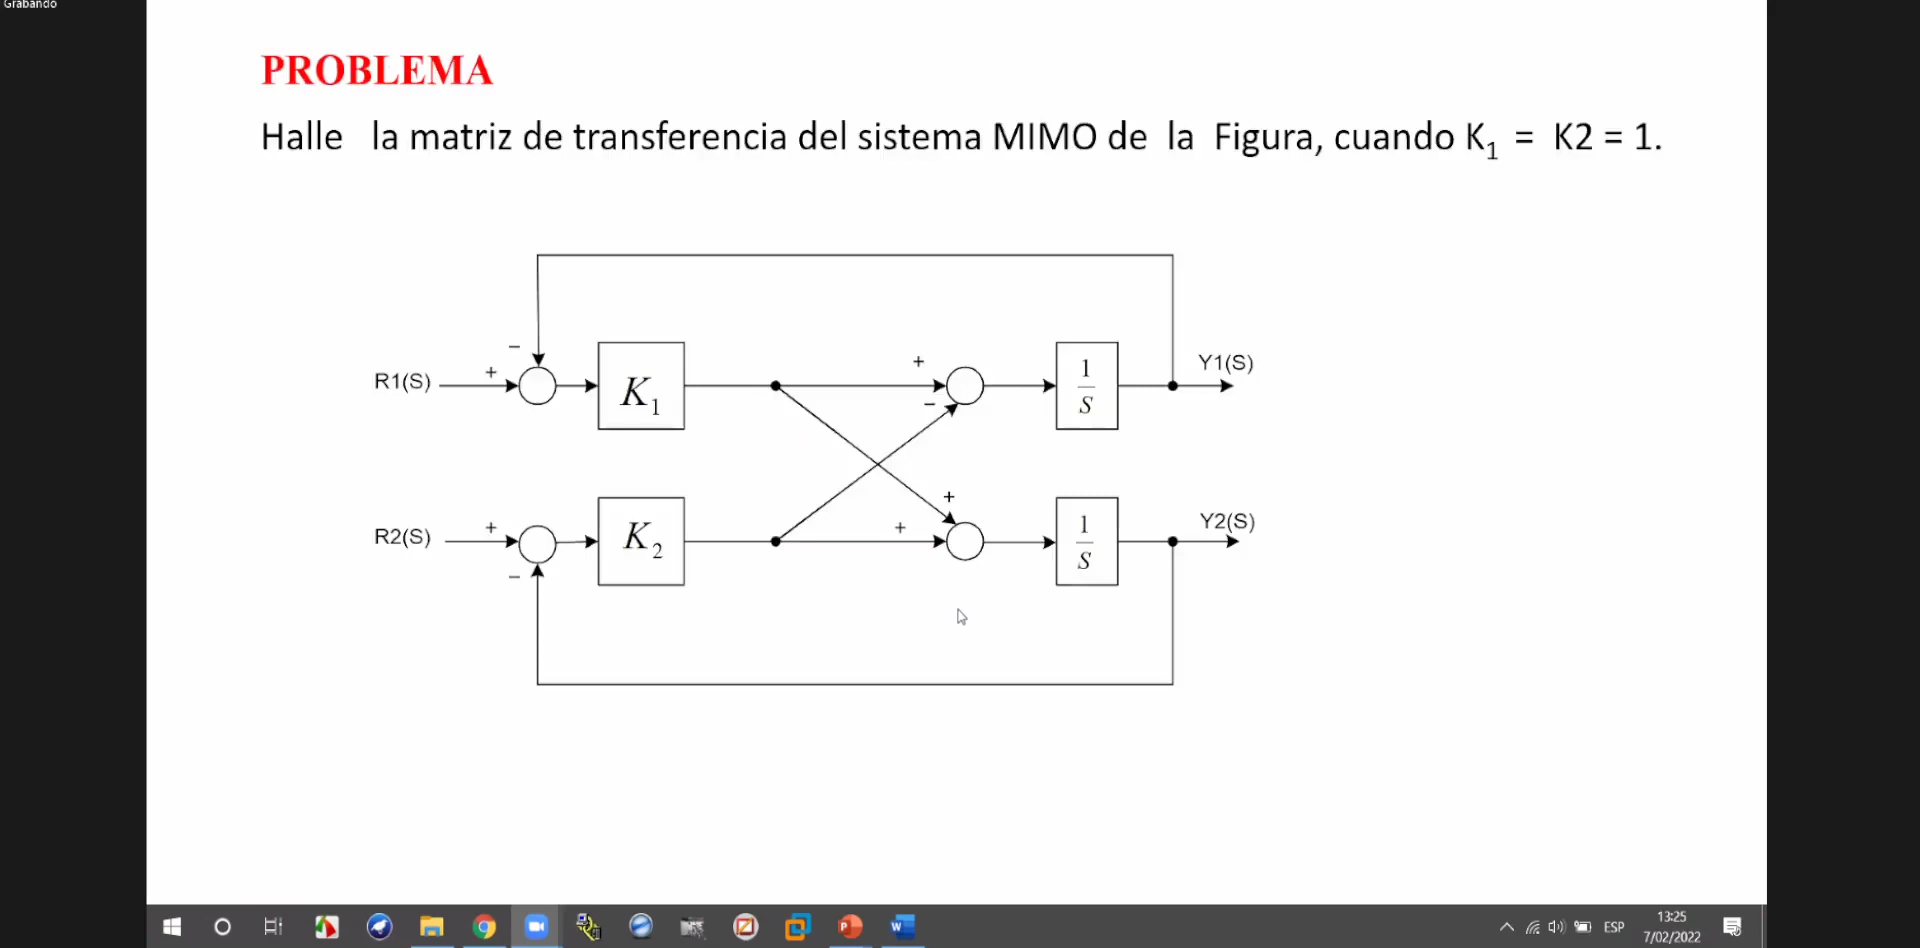 Grabando
PROBLEMA
Halle la matriz de transferencia del sistema MIMO de la Figura, cuando K1 = K2 = 1.
− + +
R1(S) + K1 − 1/S Y1(S)
+
R2(S) + K2 + 1/S Y2(S)
−
ESP
13:25
7/02/2022